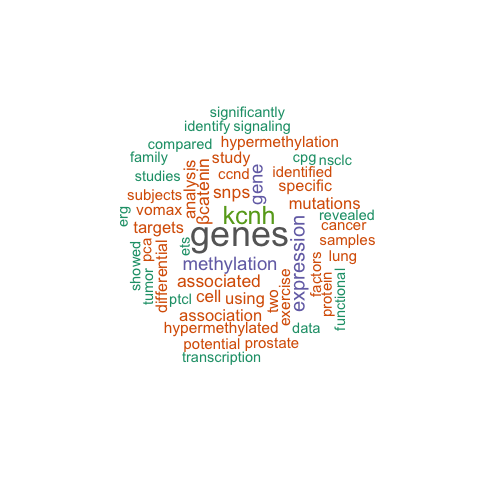 significantly
identify signaling
compared hypermethylation
family study cpg nsclc
studies analysis ccnd gene identified
subjects βcatenin snps specific
vomax kcnh mutations
erg targets genes revealed
cancer
pca ets expression samples
showed differential methylation lung
tumor associated factors
ptcl cell using two exercise protein functional
association data
hypermethylated
potential prostate
transcription